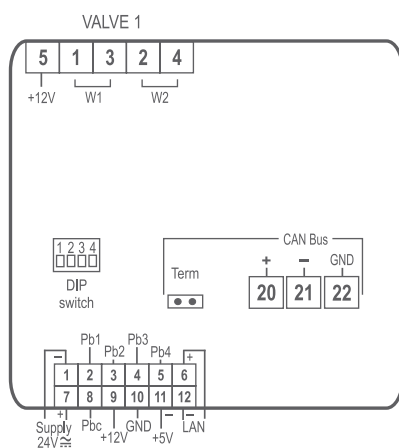 VALVE 1
5 1 3 2 4
+12V W1 W2
1 2 3 4
DIP
switch
Term
CAN Bus
+ − GND
20 21 22
Pb1 Pb3
Pb2 Pb4
− 1 2 3 4 5 6 +
+ 7 8 9 10 11 12 −
Supply Pbc GND − LAN
24V +12V +5V